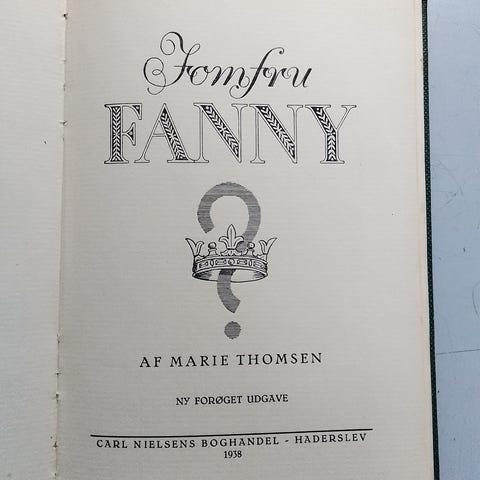 Jomfru
FANNY
?
AF MARIE THOMSEN
NY FORØGET UDGAVE
CARL NIELSENS BOGHANDEL - HADERSLEV
1938